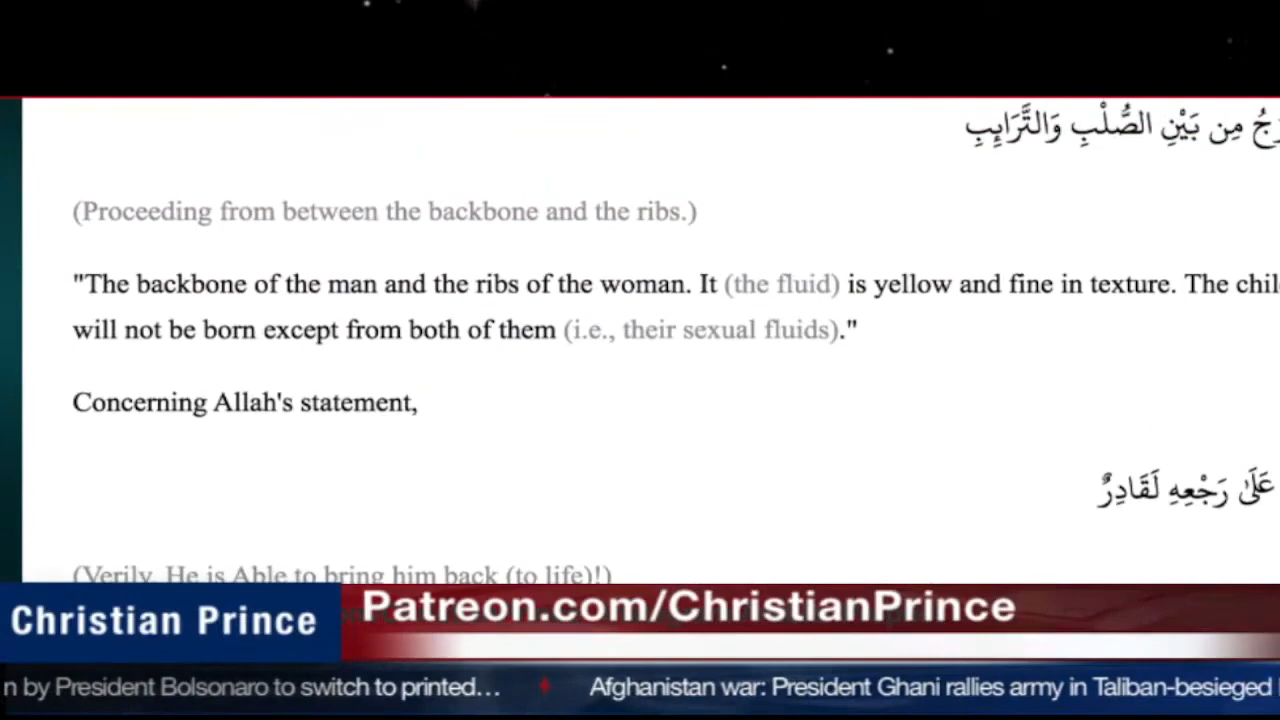 مِن بَيْنِ الصُّلْبِ وَالتَّرَائِبِ
(Proceeding from between the backbone and the ribs.)
"The backbone of the man and the ribs of the woman. It (the fluid) is yellow and fine in texture. The
will not be born except from both of them (i.e., their sexual fluids)."
Concerning Allah's statement,
عَلَىٰ رَجْعِهِ لَقَادِرٌ
(Verily, He is Able to bring him back (to life)!)
Christian Prince
Patreon.com/ChristianPrince
n by President Bolsonaro to switch to printed... Afghanistan war: President Ghani rallies army in Taliban-besieged